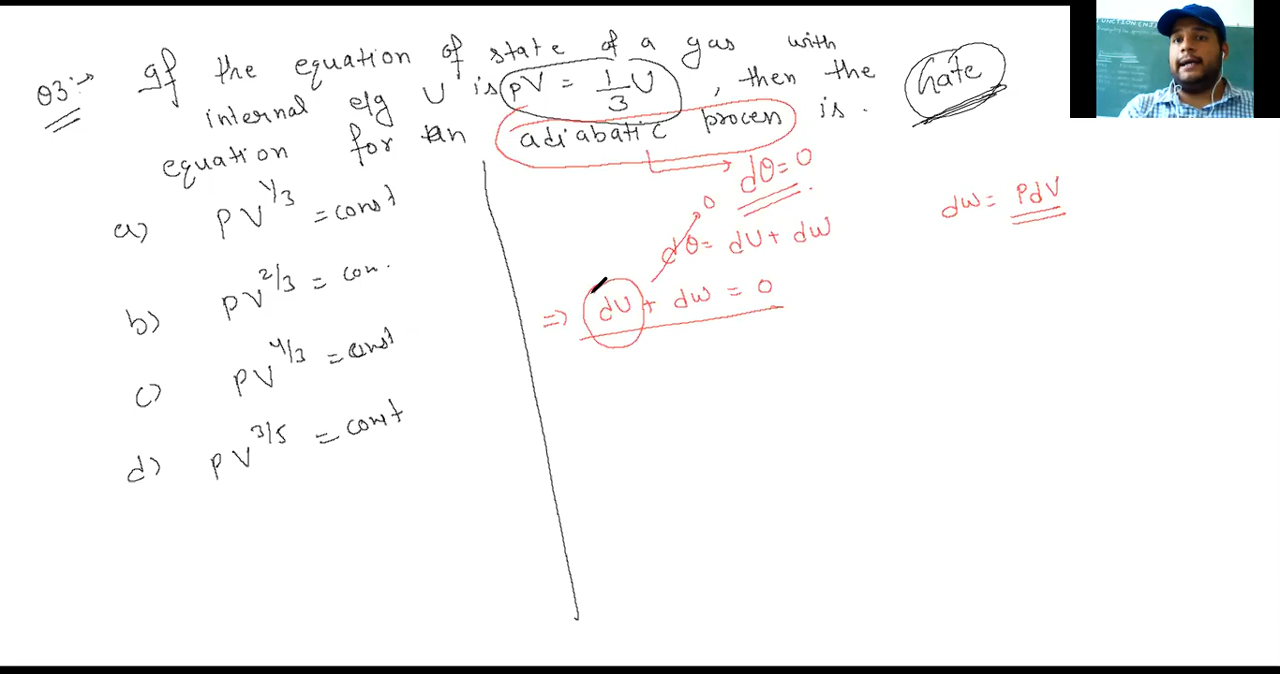 Q3:→ If the equation of state of a gas with
internal e/g U is pV = 1/3 U, then the
equation for an adiabatic process is.
Gate
a) PV^1/3 = const
b) PV^2/3 = con.
c) PV^4/3 = const
d) PV^3/5 = const
dQ = 0
0
dQ = dU + dW
⇒ dU + dW = 0
dW = PdV